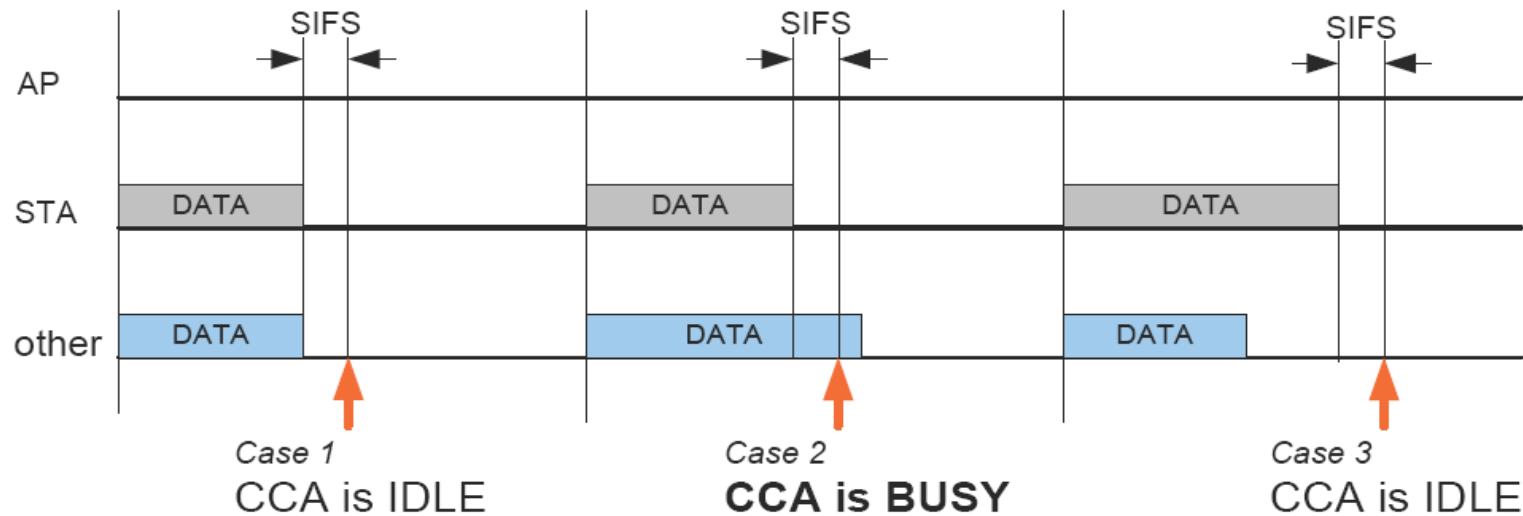 SIFS SIFS SIFS
AP
STA DATA DATA DATA
other DATA DATA DATA
Case 1 Case 2 Case 3
CCA is IDLE CCA is BUSY CCA is IDLE